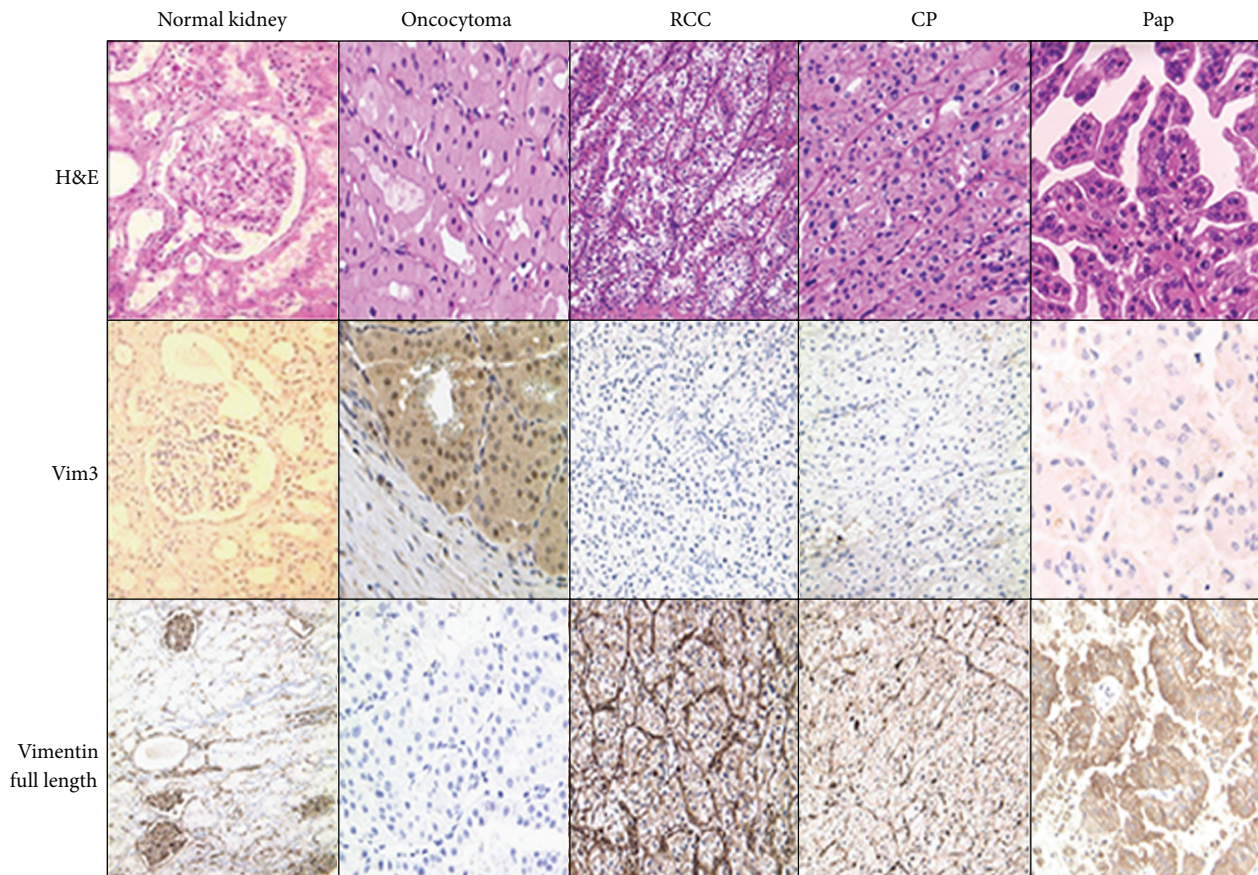 Normal kidney
Oncocytoma
RCC
CP
Pap
H&E
Vim3
Vimentin
full length